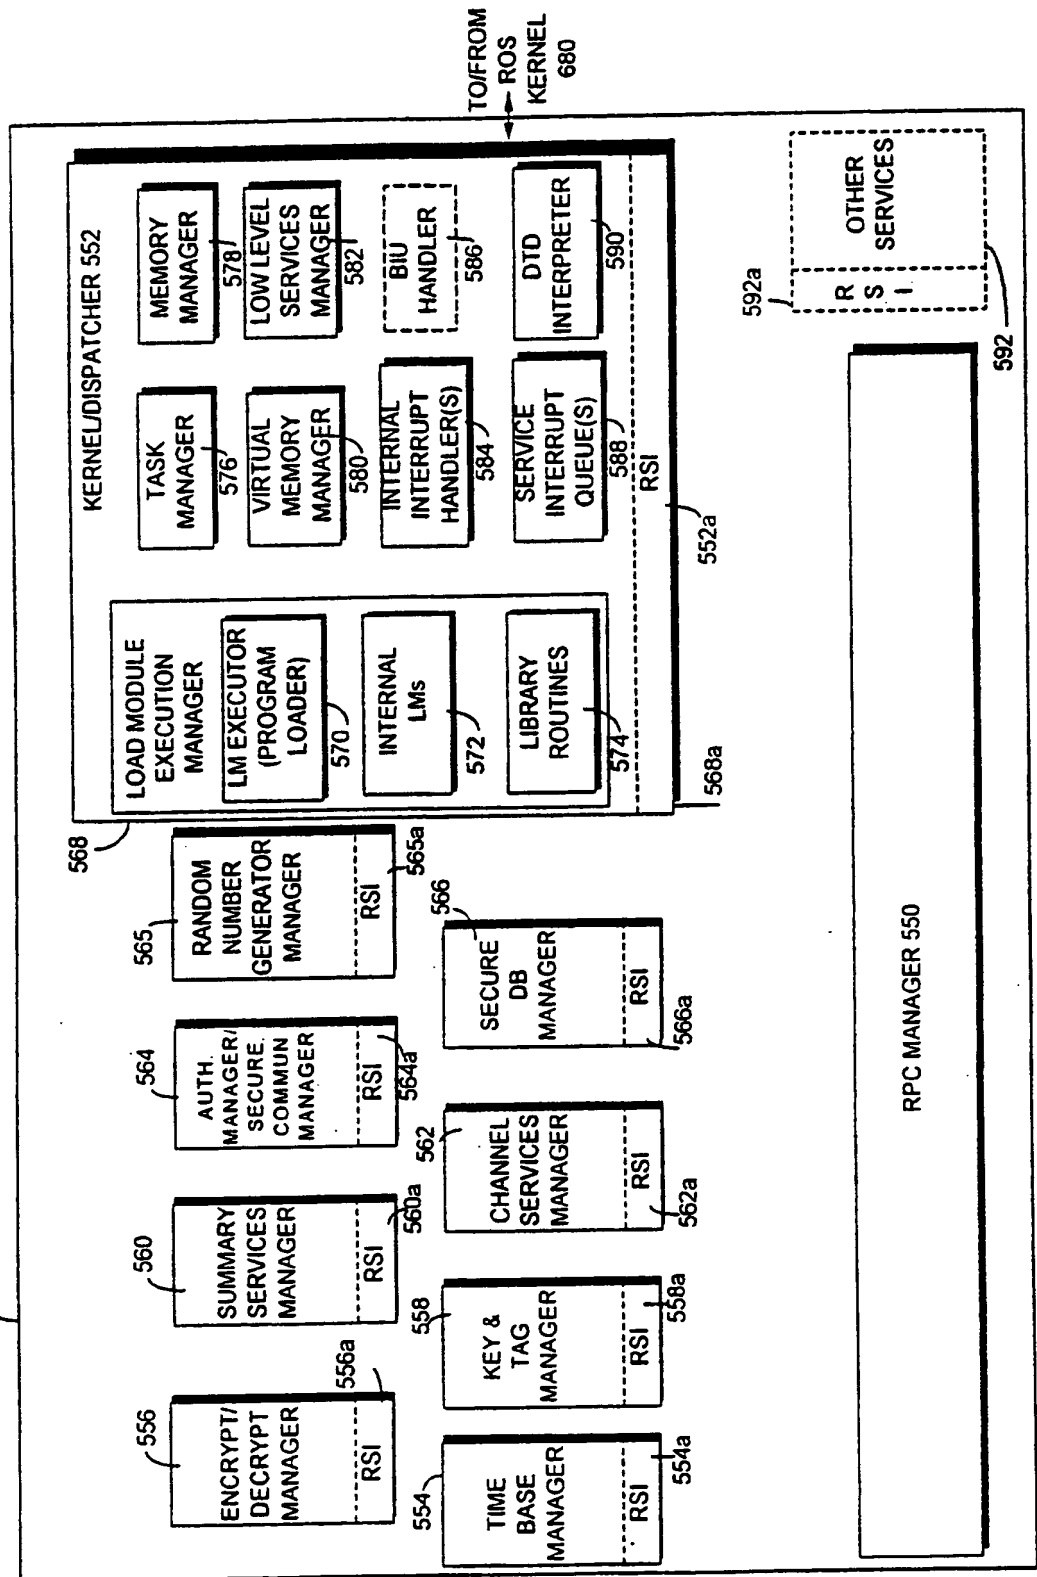 KERNEL/DISPATCHER 552
TO/FROM
ROS
KERNEL
680
568
LOAD MODULE
EXECUTION
MANAGER
LM EXECUTOR
(PROGRAM
LOADER)
570
INTERNAL
LMs
572
LIBRARY
ROUTINES
574
568a
TASK
MANAGER
576
MEMORY
MANAGER
578
VIRTUAL
MEMORY
MANAGER
580
LOW LEVEL
SERVICES
MANAGER
582
INTERNAL
INTERRUPT
HANDLER(S)
584
BIU
HANDLER
586
SERVICE
INTERRUPT
QUEUE(S)
588
DTD
INTERPRETER
590
RSI
552a
556
ENCRYPT/
DECRYPT
MANAGER
RSI
556a
560
SUMMARY
SERVICES
MANAGER
RSI
560a
564
AUTH.
MANAGER/
SECURE.
COMMUN
MANAGER
RSI
564a
565
RANDOM
NUMBER
GENERATOR
MANAGER
RSI
565a
554
TIME
BASE
MANAGER
RSI
554a
558
KEY &
TAG
MANAGER
RSI
558a
562
CHANNEL
SERVICES
MANAGER
RSI
562a
566
SECURE
DB
MANAGER
RSI
566a
592a
R
S
I
OTHER
SERVICES
592
RPC MANAGER 550